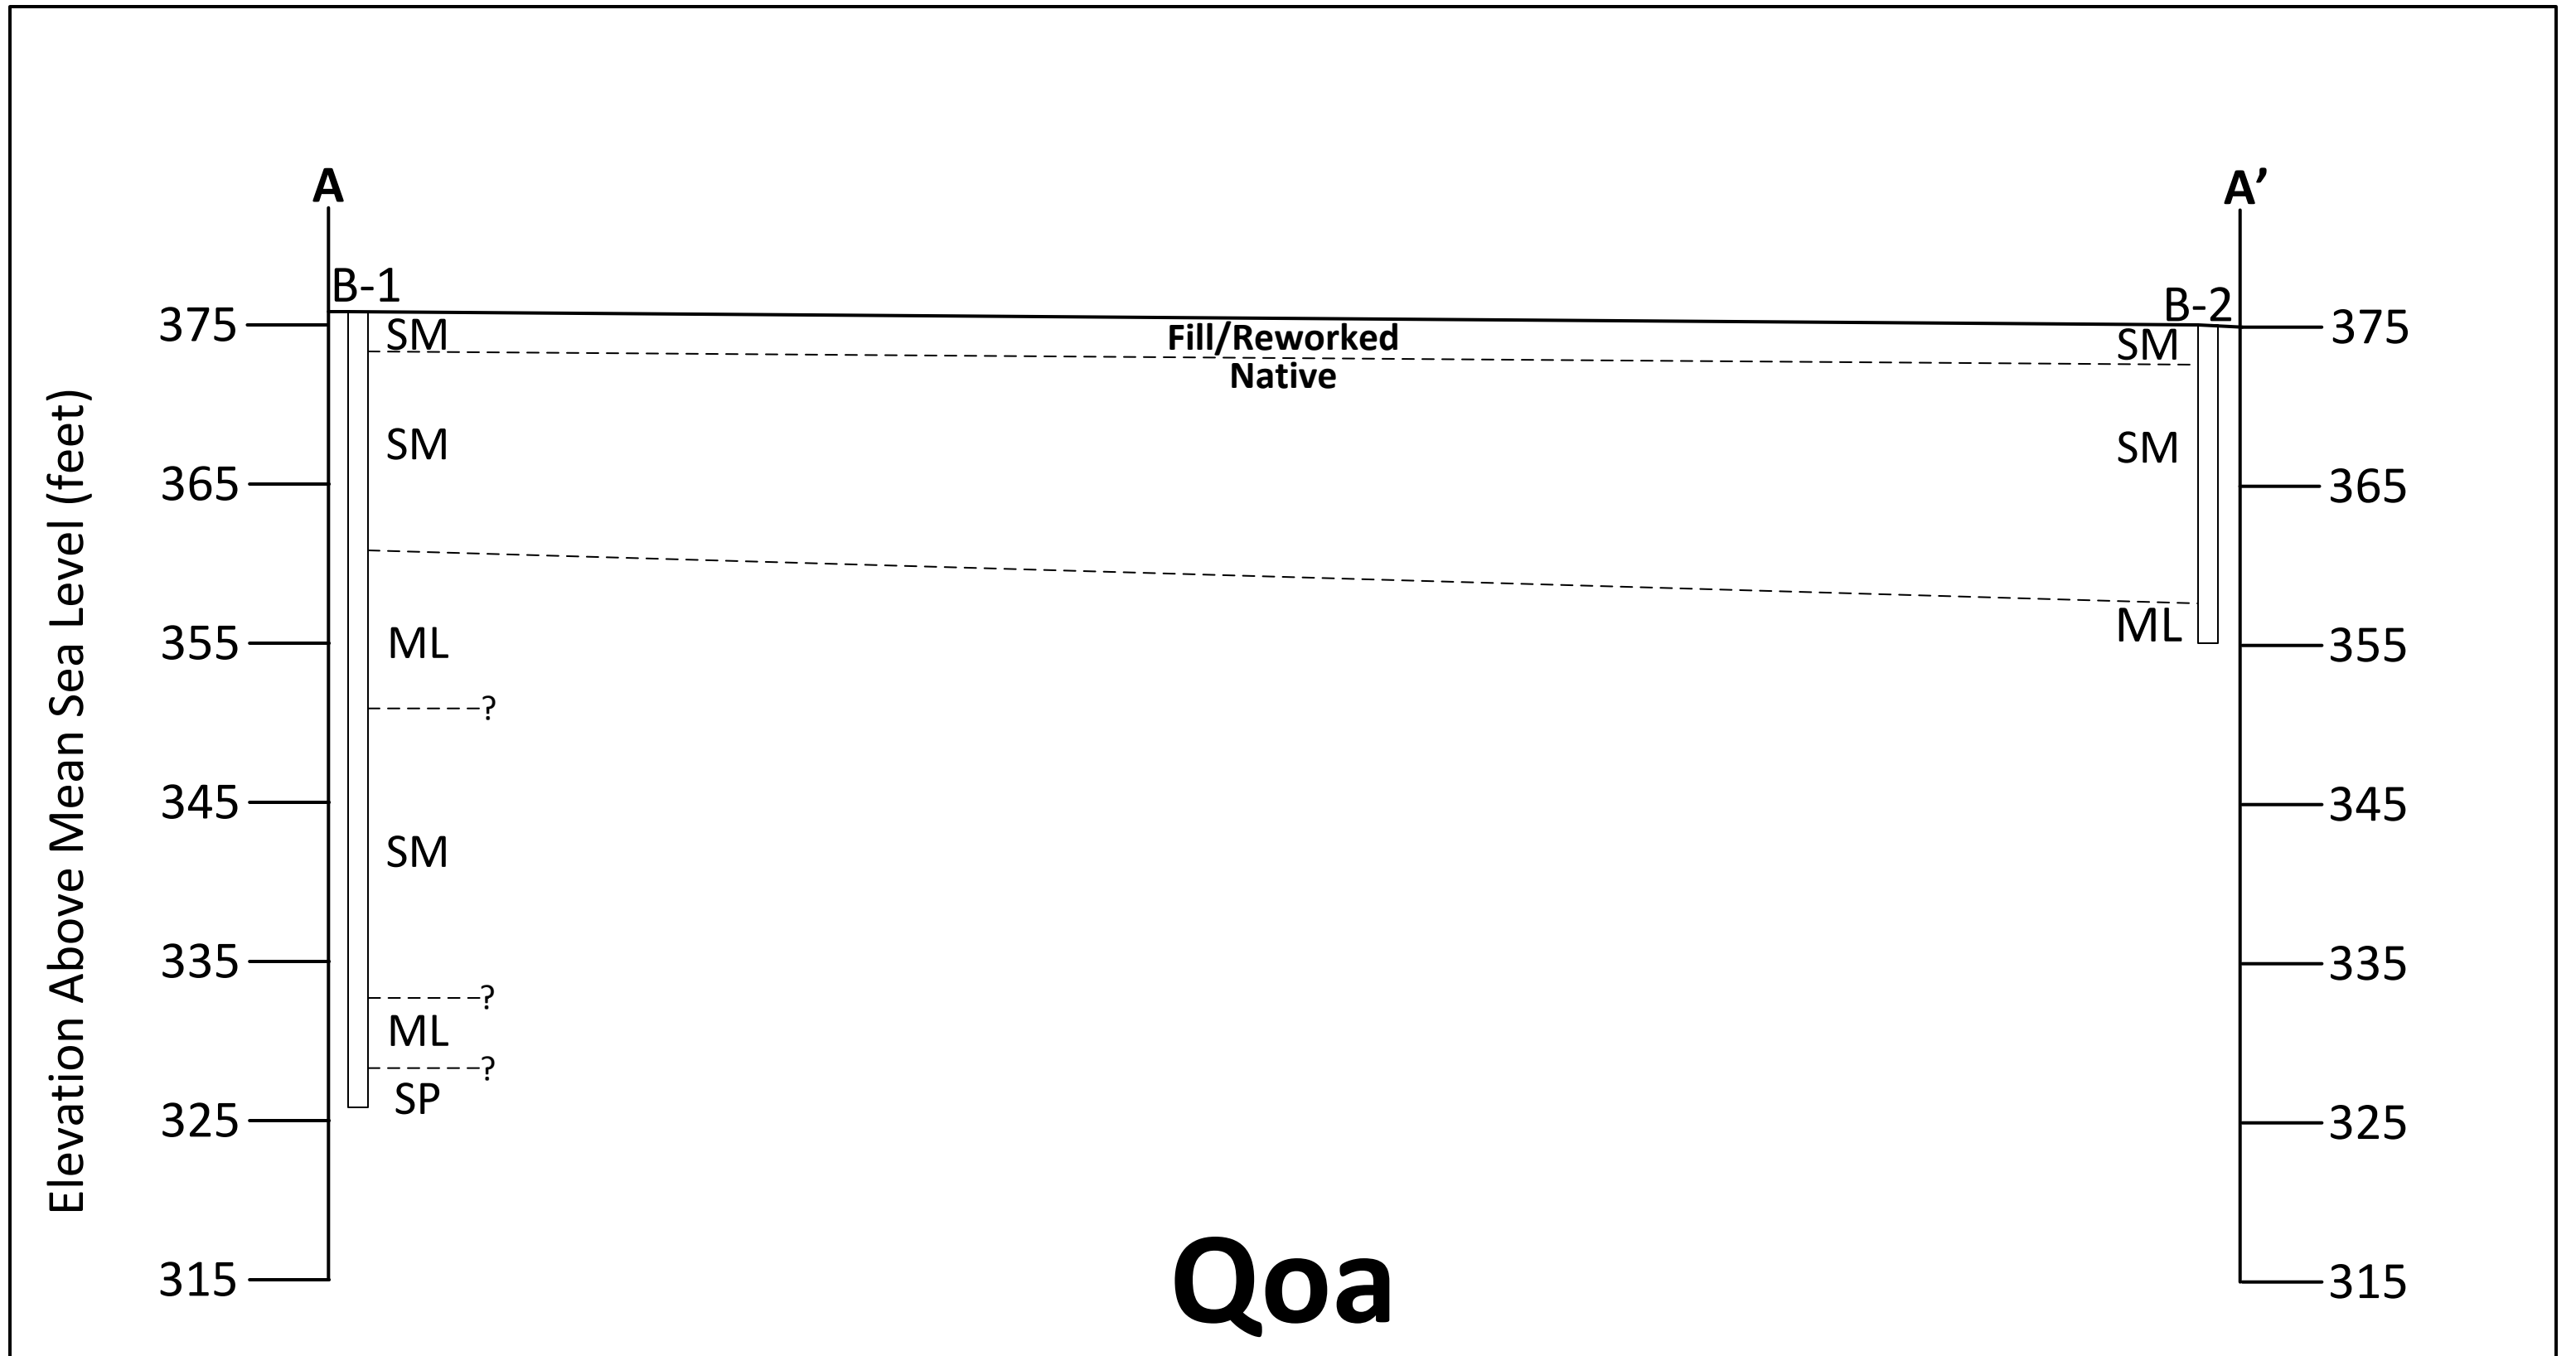 A
A’
B-1
B-2
375
SM
Fill/Reworked
SM
375
Native
SM
SM
365
365
ML
355
ML
355
?
345
345
SM
335
335
?
ML
?
SP
325
325
315
315
Elevation Above Mean Sea Level (feet)
Qoa